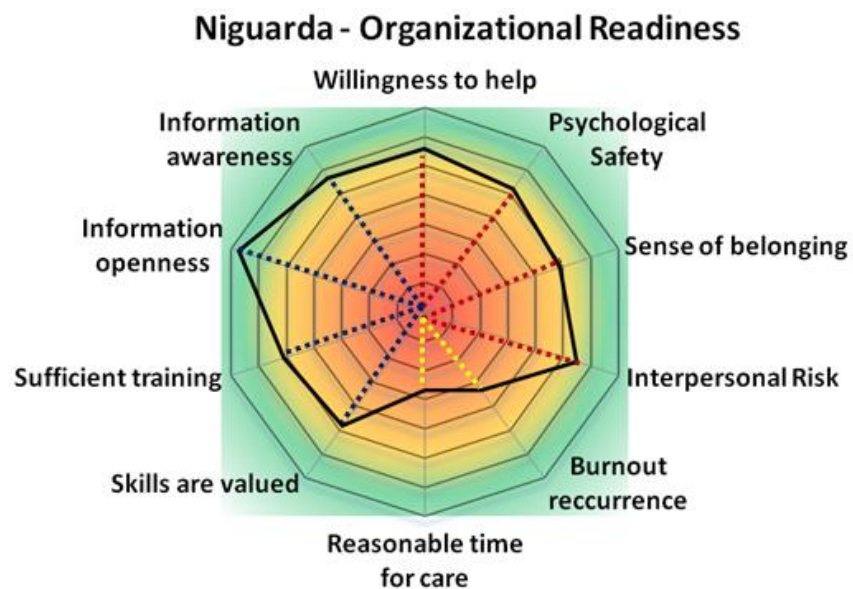 Niguarda - Organizational Readiness
Willingness to help
Information
awareness
Psychological
Safety
Information
openness
Sense of belonging
Sufficient training
Interpersonal Risk
Skills are valued
Burnout
reccurrence
Reasonable time
for care